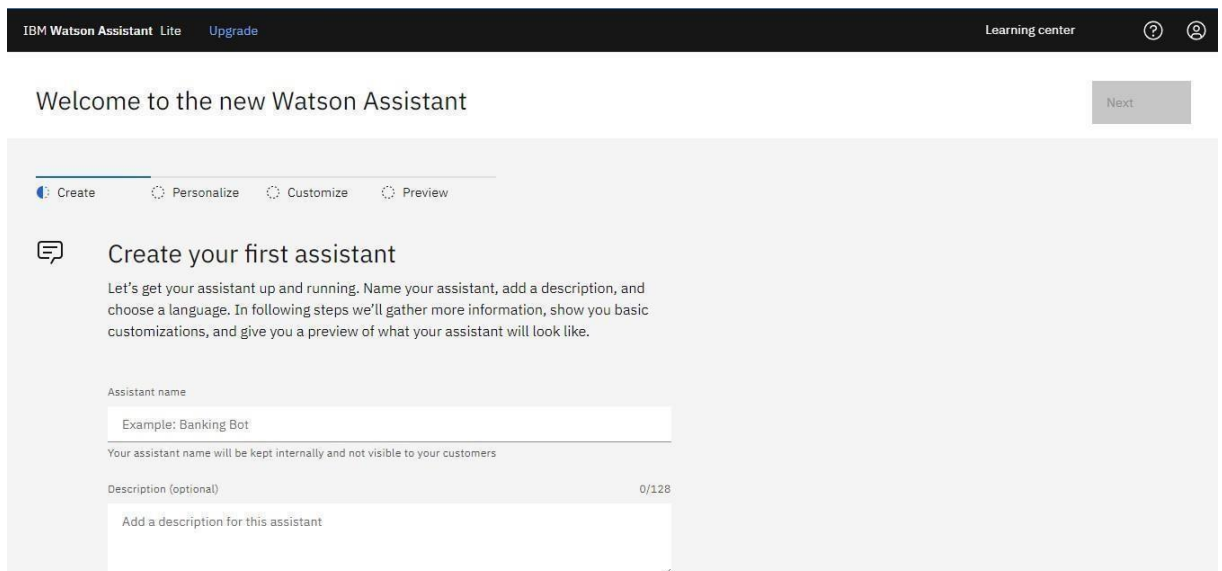 IBM Watson Assistant Lite Upgrade Learning center
Welcome to the new Watson Assistant
Next
Create Personalize Customize Preview
Create your first assistant
Let’s get your assistant up and running. Name your assistant, add a description, and
choose a language. In following steps we’ll gather more information, show you basic
customizations, and give you a preview of what your assistant will look like.
Assistant name
Example: Banking Bot
Your assistant name will be kept internally and not visible to your customers
Description (optional) 0/128
Add a description for this assistant